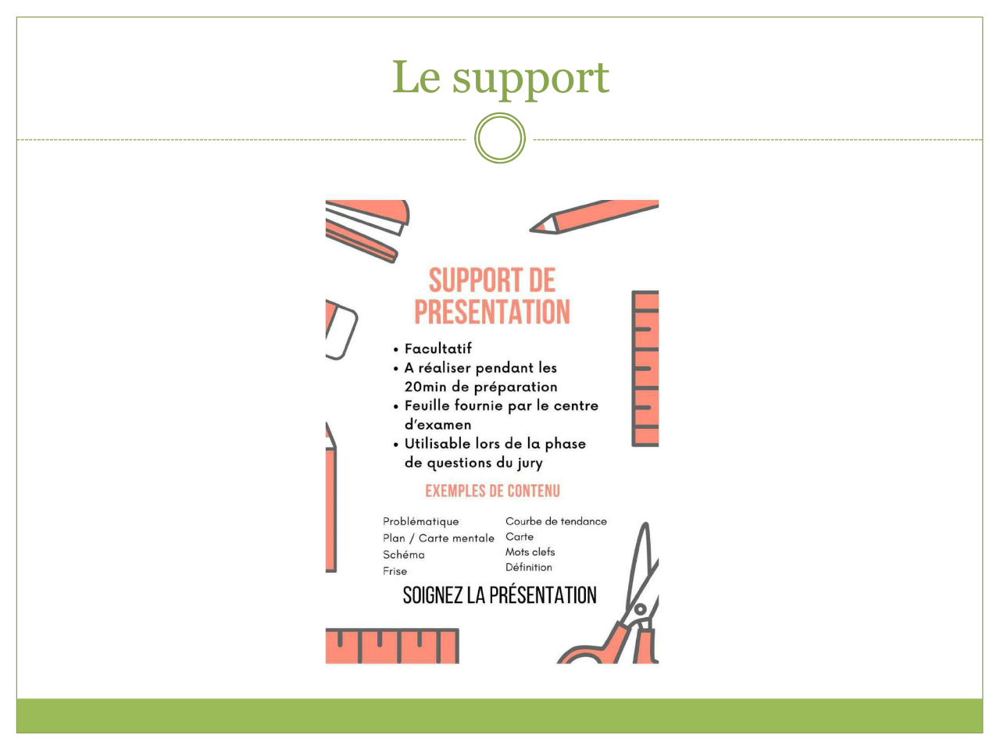 Le support
SUPPORT DE
PRESENTATION
• Facultatif
• A réaliser pendant les
20min de préparation
• Feuille fournie par le centre
d'examen
• Utilisable lors de la phase
de questions du jury
EXEMPLES DE CONTENU
Problématique
Plan / Carte mentale
Schéma
Frise
Courbe de tendance
Carte
Mots clefs
Définition
SOIGNEZ LA PRÉSENTATION